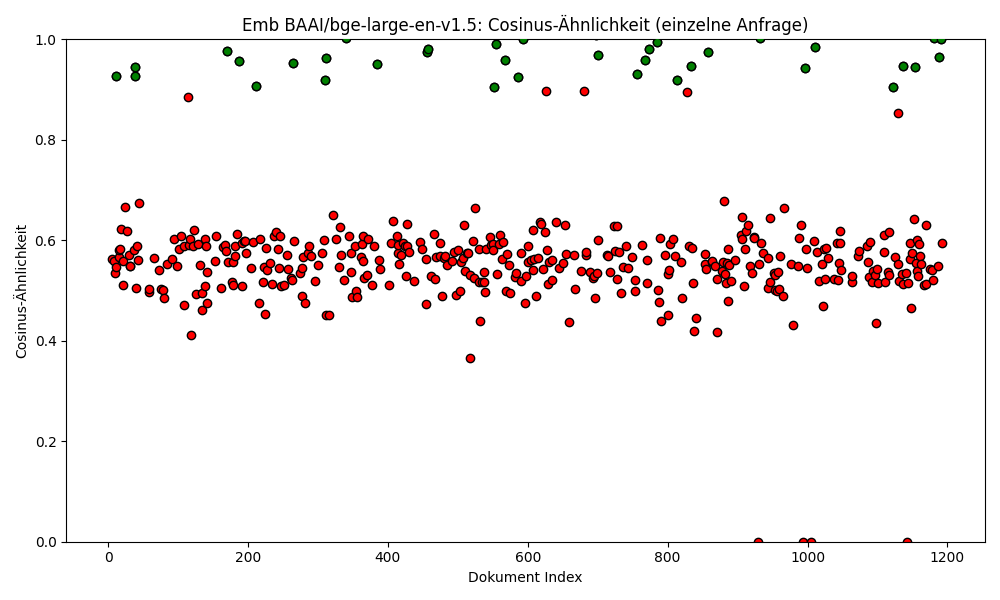 Emb BAAI/bge-large-en-v1.5: Cosinus-Ähnlichkeit (einzelne Anfrage)
1.0
0.8
0.6
0.4
0.2
0.0
Cosinus-Ähnlichkeit
0 200 400 600 800 1000 1200
Dokument Index